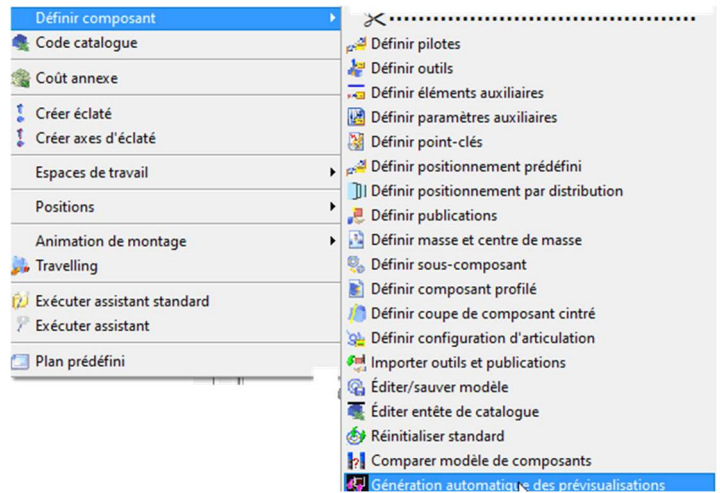 Définir composant
Code catalogue
Coût annexe
Créer éclaté
Créer axes d'éclaté
Espaces de travail
Positions
Animation de montage
Travelling
Exécuter assistant standard
Exécuter assistant
Plan prédéfini
Définir pilotes
Définir outils
Définir éléments auxiliaires
Définir paramètres auxiliaires
Définir point-clés
Définir positionnement prédéfini
Définir positionnement par distribution
Définir publications
Définir masse et centre de masse
Définir sous-composant
Définir composant profilé
Définir coupe de composant cintré
Définir configuration d'articulation
Importer outils et publications
Éditer/sauver modèle
Éditer entête de catalogue
Réinitialiser standard
Comparer modèle de composants
Génération automatique des prévisualisations